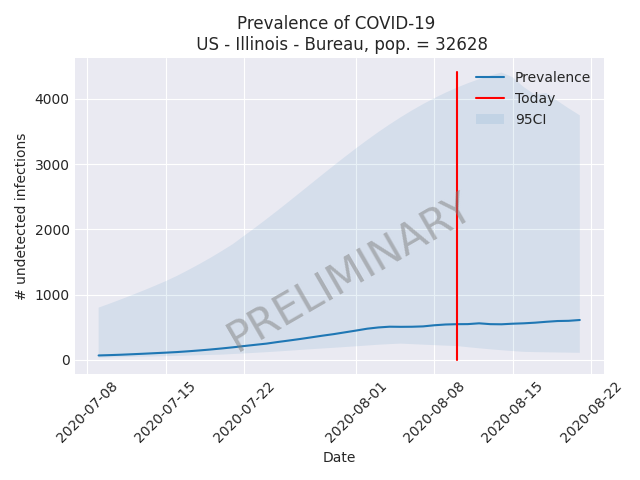 Prevalence of COVID-19
US - Illinois - Bureau, pop. = 32628
Prevalence
Today
95CI
# undetected infections
4000
3000
2000
1000
0
PRELIMINARY
2020-07-08
2020-07-15
2020-07-22
2020-08-01
2020-08-08
2020-08-15
2020-08-22
Date